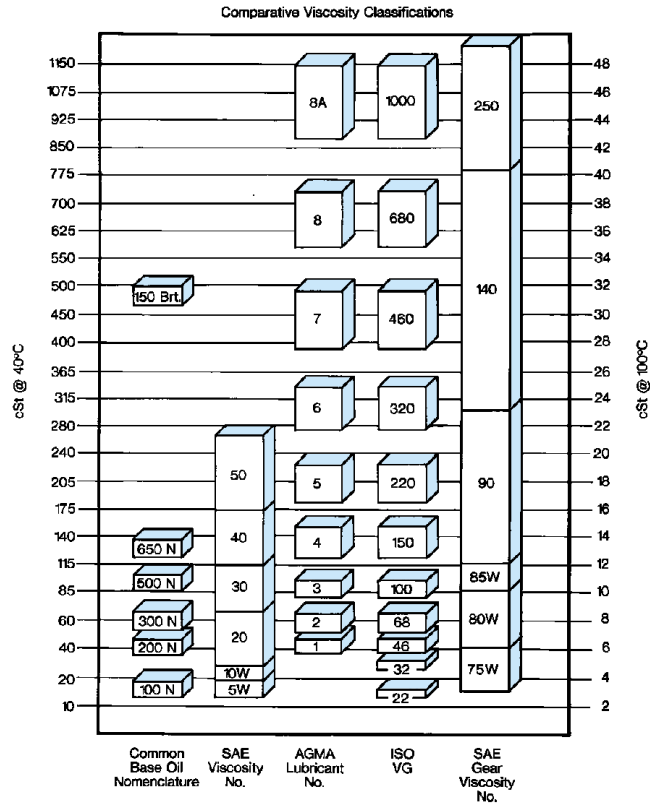 Comparative Viscosity Classifications
1150
1075
925
850
775
700
625
550
500
450
400
365
315
280
240
205
175
140
115
85
60
40
20
10
cSt @ 40°C
150 Brt.
650 N
500 N
300 N
200 N
100 N
50
40
30
20
10W
5W
8A
8
7
6
5
4
3
2
1
1000
680
460
320
220
150
100
68
46
32
22
250
140
90
85W
80W
75W
48
46
44
42
40
38
36
34
32
30
28
26
24
22
20
18
16
14
12
10
8
6
4
2
cSt @ 100°C
Common
Base Oil
Nomenclature
SAE
Viscosity
No.
AGMA
Lubricant
No.
ISO
VG
SAE
Gear
Viscosity
No.